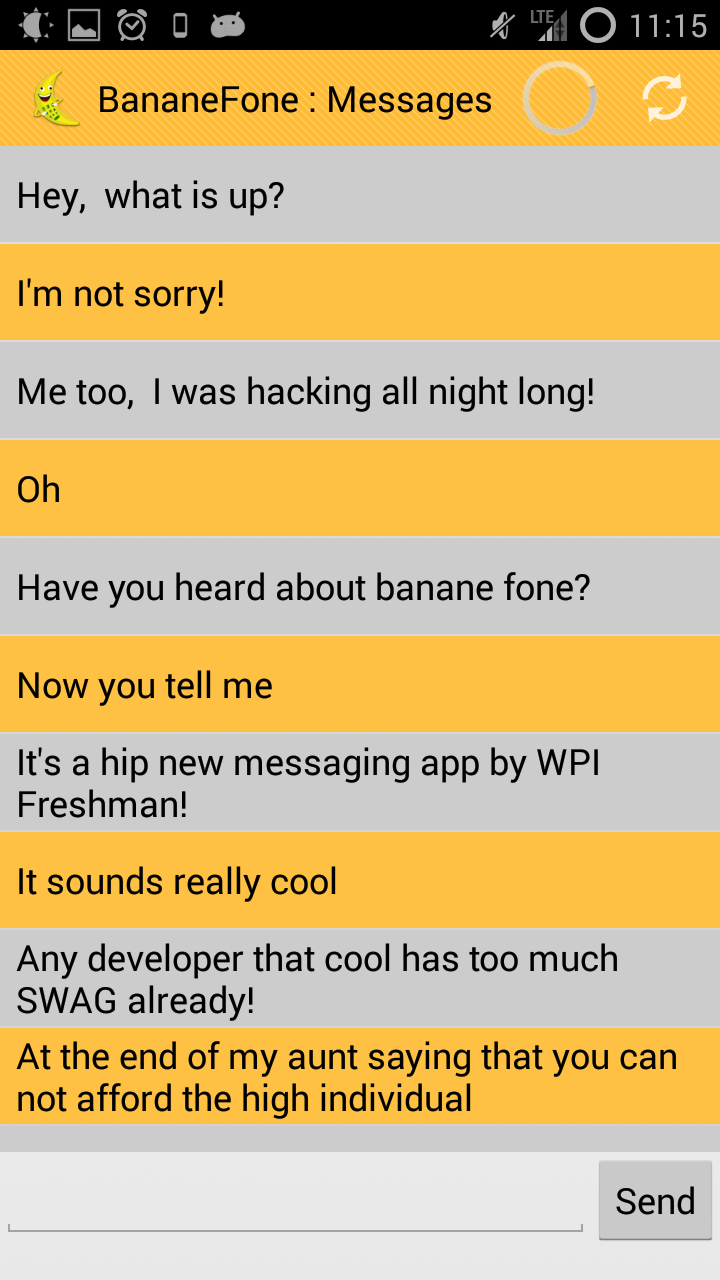 LTE 11:15
BananeFone : Messages
Hey,  what is up?
I'm not sorry!
Me too,  I was hacking all night long!
Oh
Have you heard about banane fone?
Now you tell me
It's a hip new messaging app by WPI
Freshman!
It sounds really cool
Any developer that cool has too much
SWAG already!
At the end of my aunt saying that you can
not afford the high individual
Send